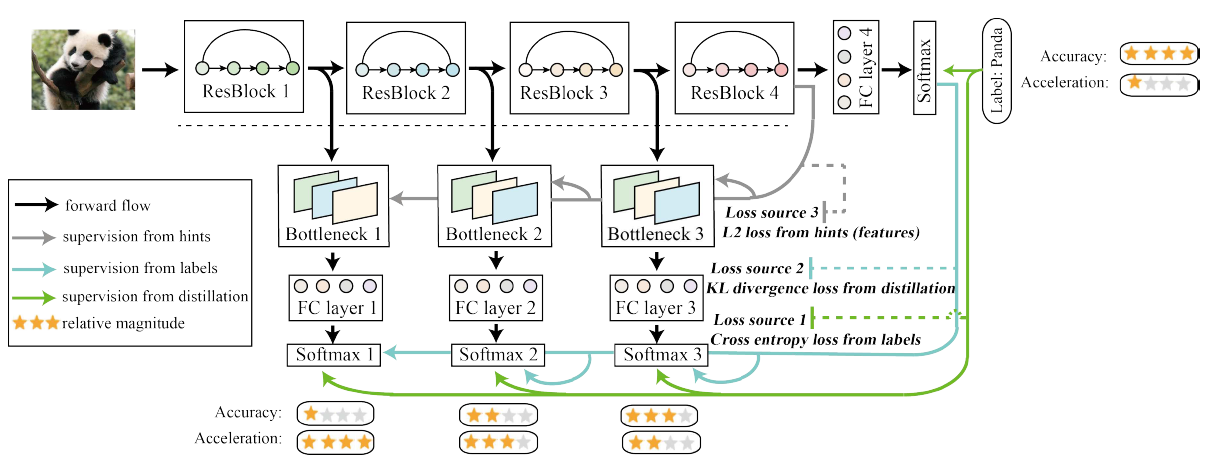 ResBlock 1
ResBlock 2
ResBlock 3
ResBlock 4
FC layer 4
Softmax
Label: Panda
Accuracy:
Acceleration:
forward flow
supervision from hints
supervision from labels
supervision from distillation
relative magnitude
Bottleneck 1
Bottleneck 2
Bottleneck 3
Loss source 3
L2 loss from hints (features)
Loss source 2
KL divergence loss from distillation
Loss source 1
Cross entropy loss from labels
FC layer 1
FC layer 2
FC layer 3
Softmax 1
Softmax 2
Softmax 3
Accuracy:
Acceleration: